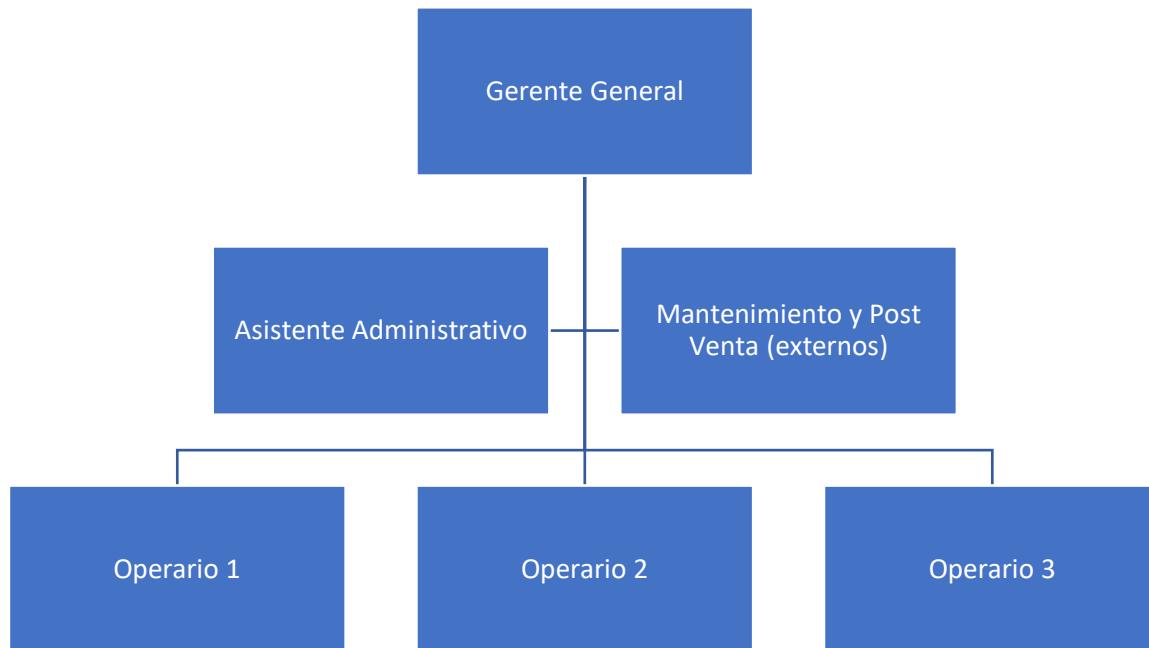 Gerente General
Asistente Administrativo
Mantenimiento y Post
Venta (externos)
Operario 1
Operario 2
Operario 3